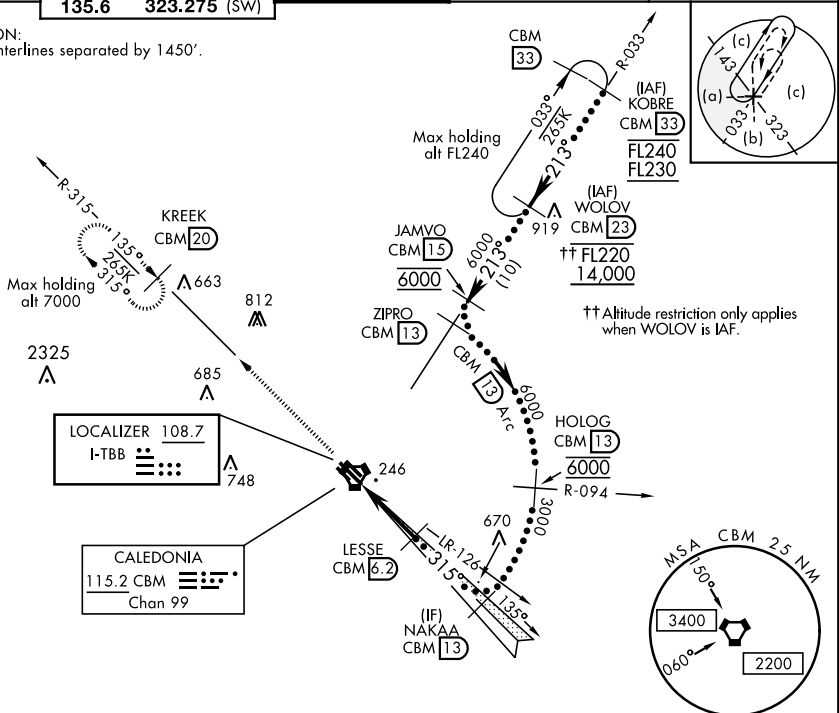 135.6 323.275 (SW)
ON:
nterlines separated by 1450'.
CBM
33
R-033
(IAF)
KOBRE
CBM 33
FL240
FL230
033°
265K
213°
Max holding
alt FL240
(c)
143
(a)
(c)
033
323
(b)
(IAF)
WOLOV
CBM 23
†† FL220
14,000
919
JAMVO
CBM 15
6000
6000
213°
(10)
†† Altitude restriction only applies
when WOLOV is IAF.
R-315
KREEK
CBM 20
135°
265K
315°
Max holding
alt 7000
663
812
2325
685
ZIPRO
CBM 13
CBM 13 Arc
6000
HOLOG
CBM 13
6000
R-094
3000
LOCALIZER 108.7
I-TBB
748
246
670
CALEDONIA
115.2 CBM
Chan 99
LESSE
CBM 6.2
LR-126
315°
135°
(IF)
NAKAA
CBM 13
MSA CBM 25 NM
150°
3400
060°
2200